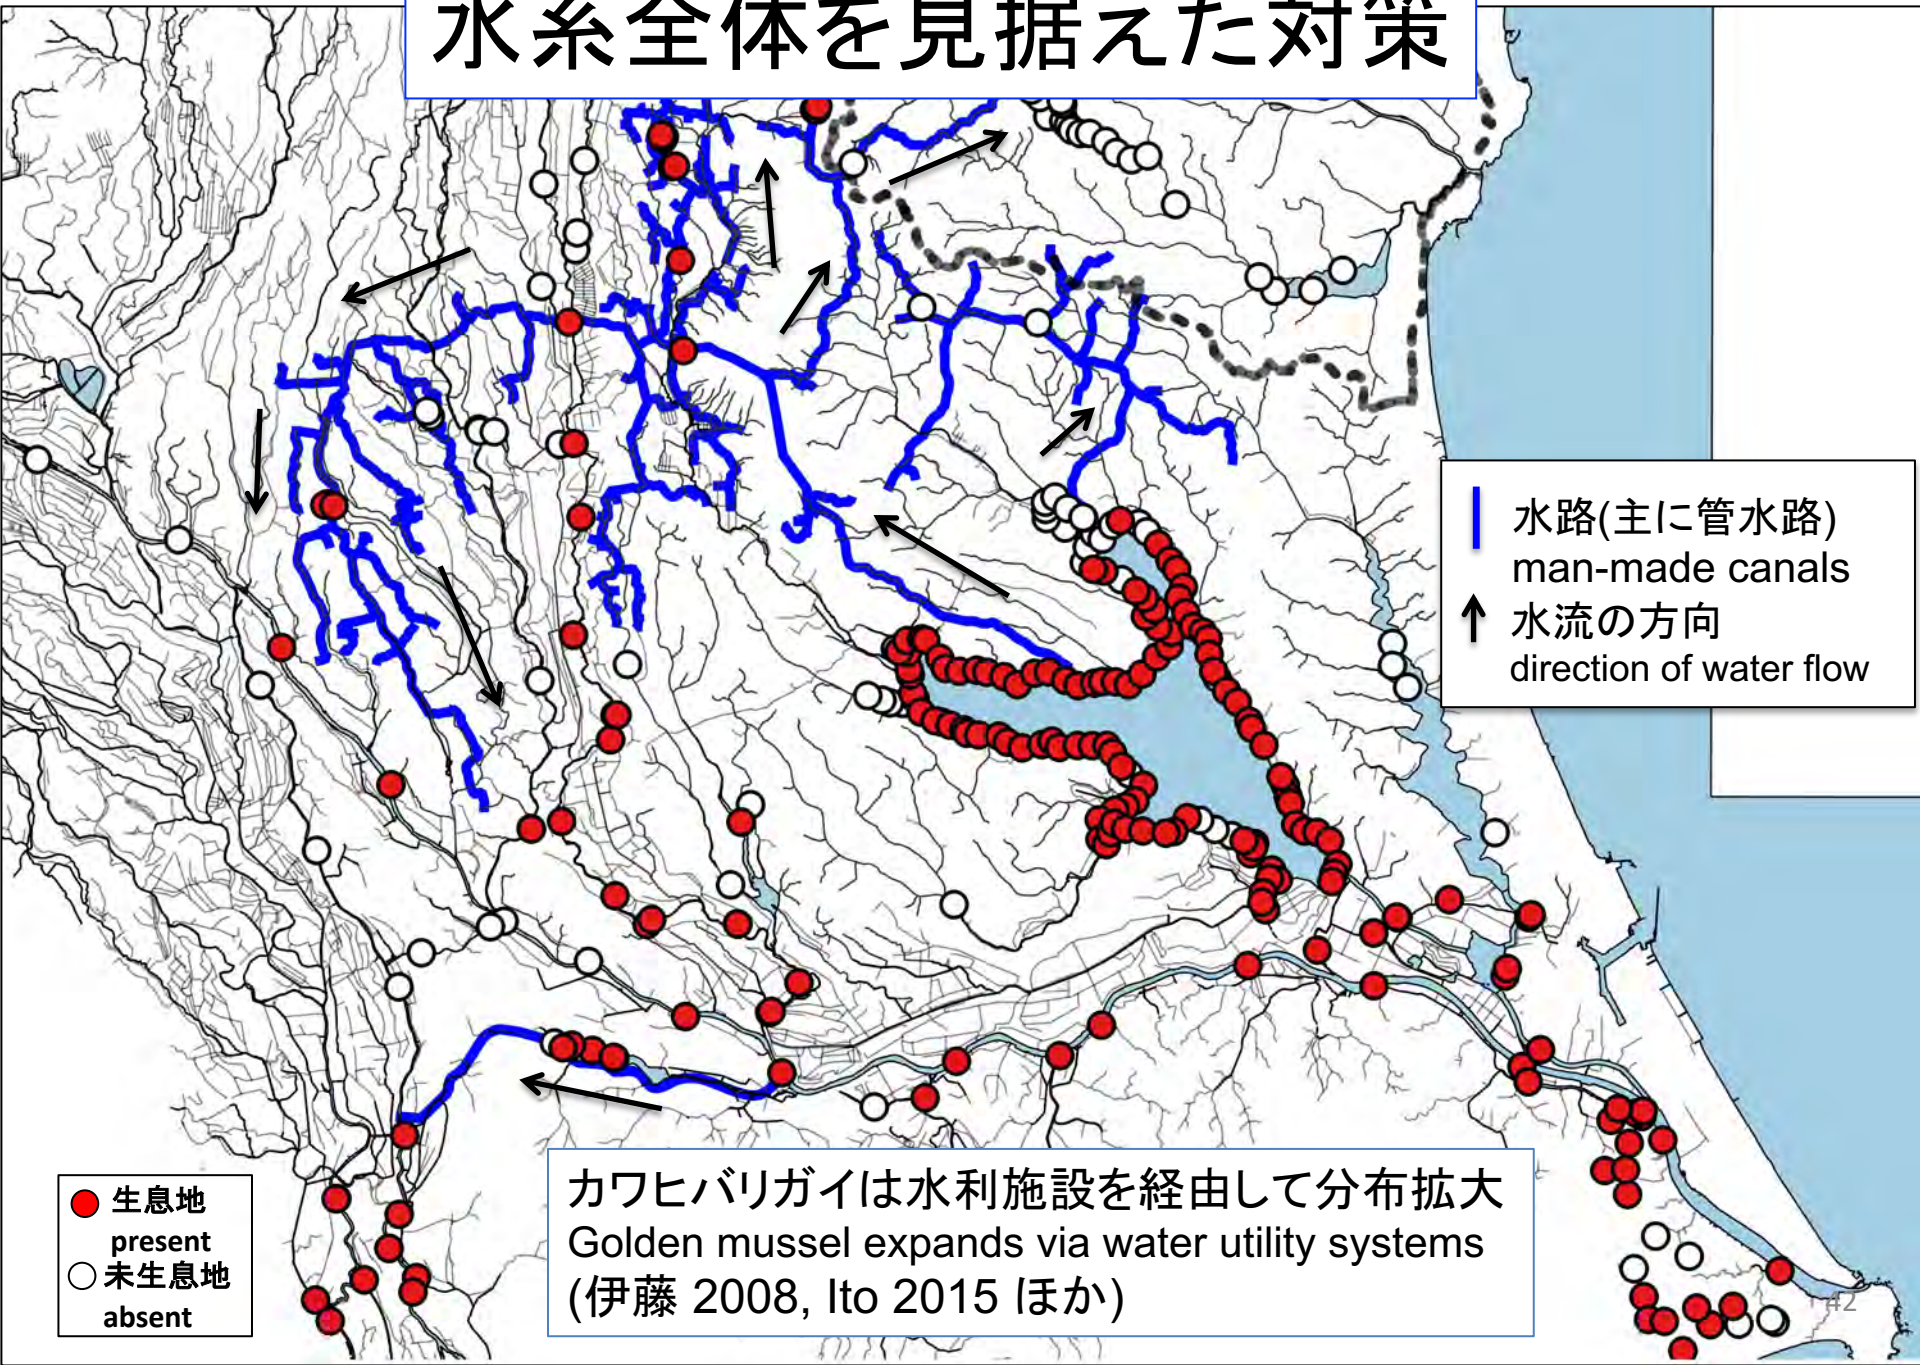 水系全体を見据えた対策
水路(主に管水路)
man-made canals
水流の方向
direction of water flow
生息地
present
未生息地
absent
カワヒバリガイは水利施設を経由して分布拡大
Golden mussel expands via water utility systems
(伊藤 2008, Ito 2015 ほか)
42